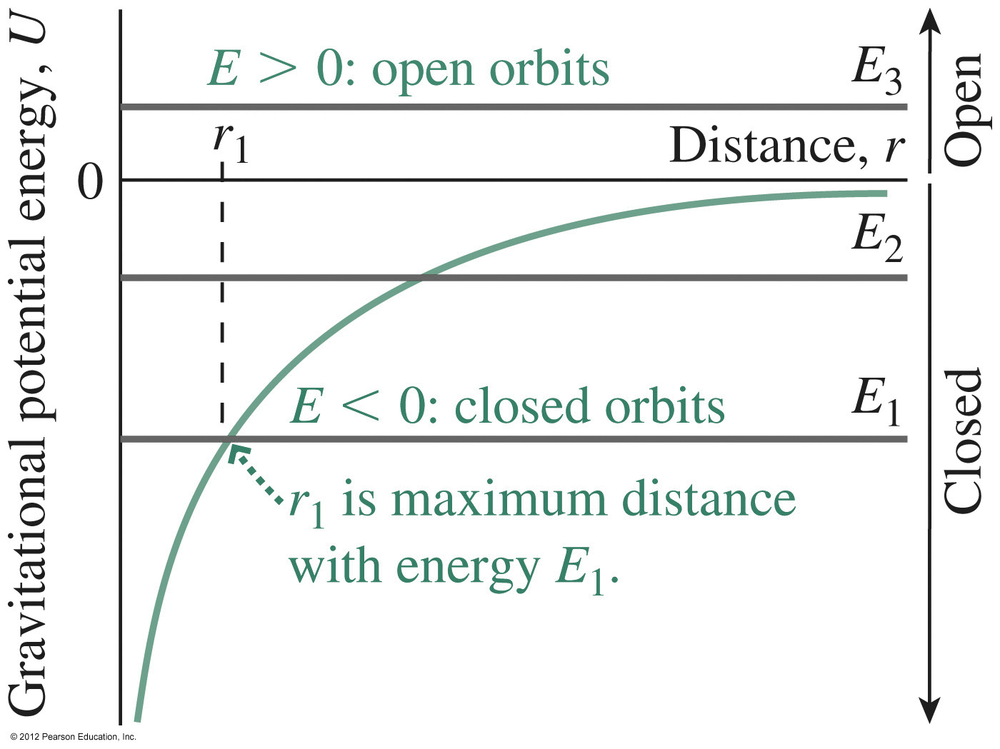 Gravitational potential energy, U
E > 0: open orbits
E3
Open
r1
Distance, r
0
E2
E < 0: closed orbits
E1
Closed
r1 is maximum distance
with energy E1.
© 2012 Pearson Education, Inc.